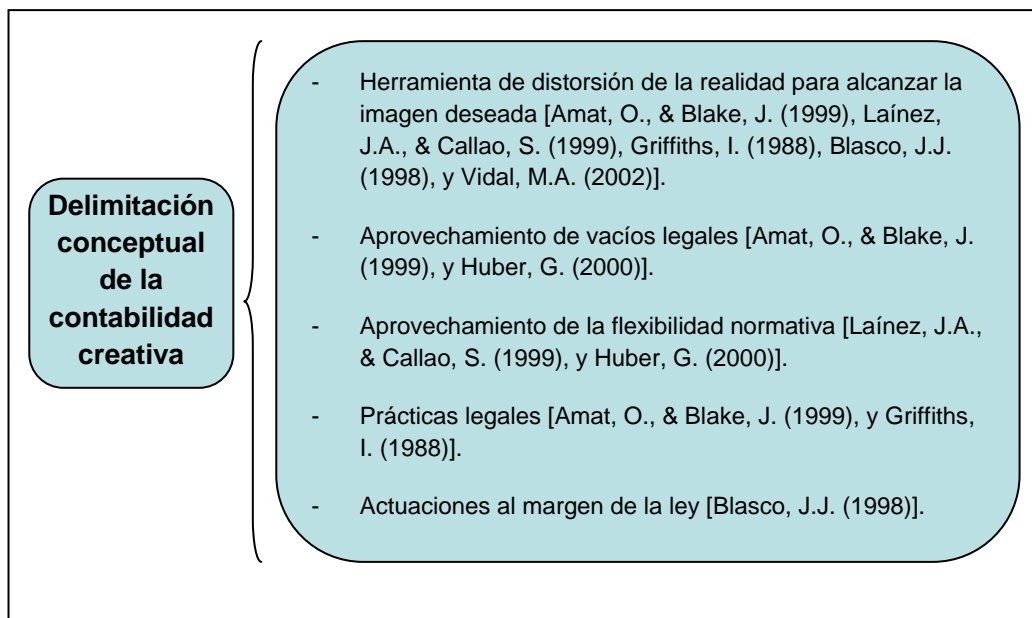 Delimitación
conceptual
de la
contabilidad
creativa
- Herramienta de distorsión de la realidad para alcanzar la
imagen deseada [Amat, O., & Blake, J. (1999), Laínez,
J.A., & Callao, S. (1999), Griffiths, I. (1988), Blasco, J.J.
(1998), y Vidal, M.A. (2002)].
- Aprovechamiento de vacíos legales [Amat, O., & Blake, J.
(1999), y Huber, G. (2000)].
- Aprovechamiento de la flexibilidad normativa [Laínez, J.A.,
& Callao, S. (1999), y Huber, G. (2000)].
- Prácticas legales [Amat, O., & Blake, J. (1999), y Griffiths,
I. (1988)].
- Actuaciones al margen de la ley [Blasco, J.J. (1998)].